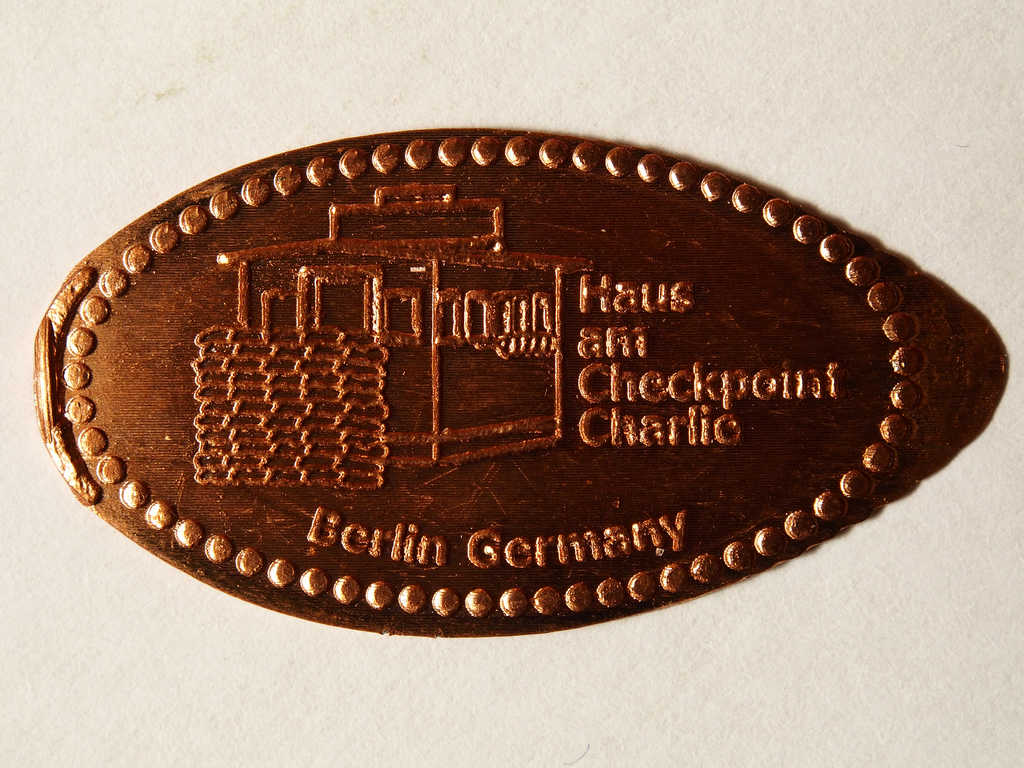 Haus
am
Checkpoint
Charlie
Berlin Germany